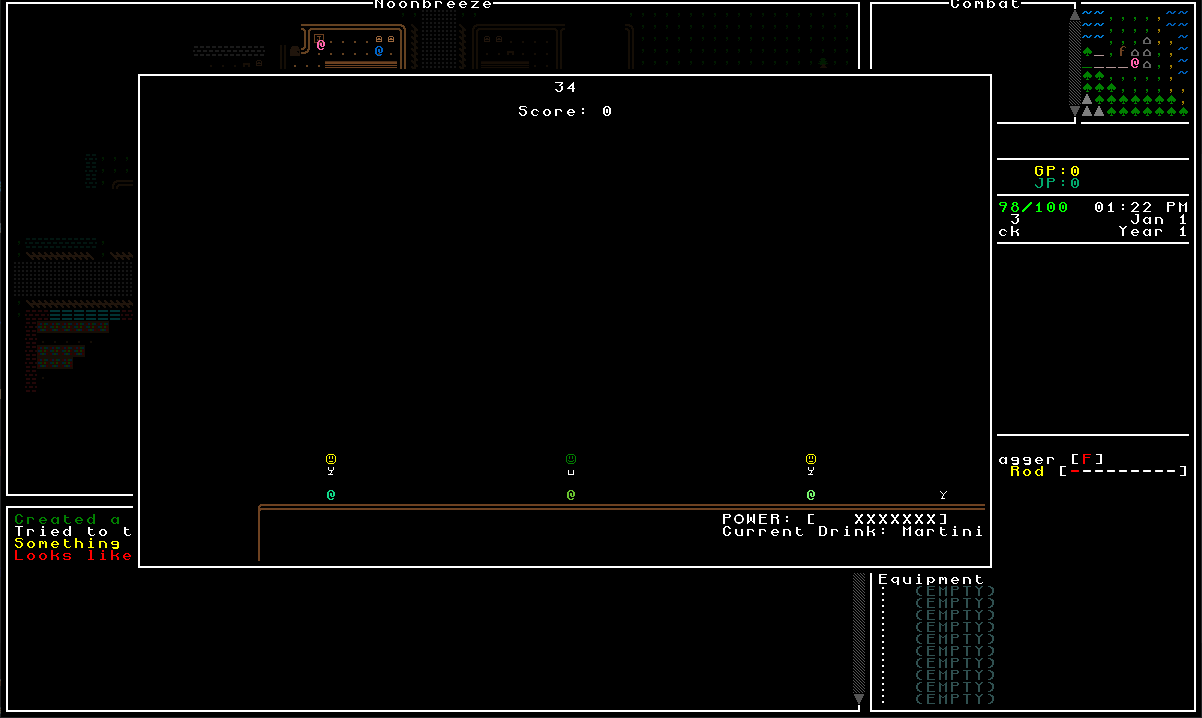 Noonbreeze
Combat
34
Score: 0
GP:0
JP:0
98/100 01:22 PM
3 Jan 1
ck Year 1
agger [F]
Rod [----------]
POWER: [ XXXXXXX]
Current Drink: Martini
Created a
Tried to t
Something
Looks like
Equipment
(EMPTY)
(EMPTY)
(EMPTY)
(EMPTY)
(EMPTY)
(EMPTY)
(EMPTY)
(EMPTY)
(EMPTY)
(EMPTY)